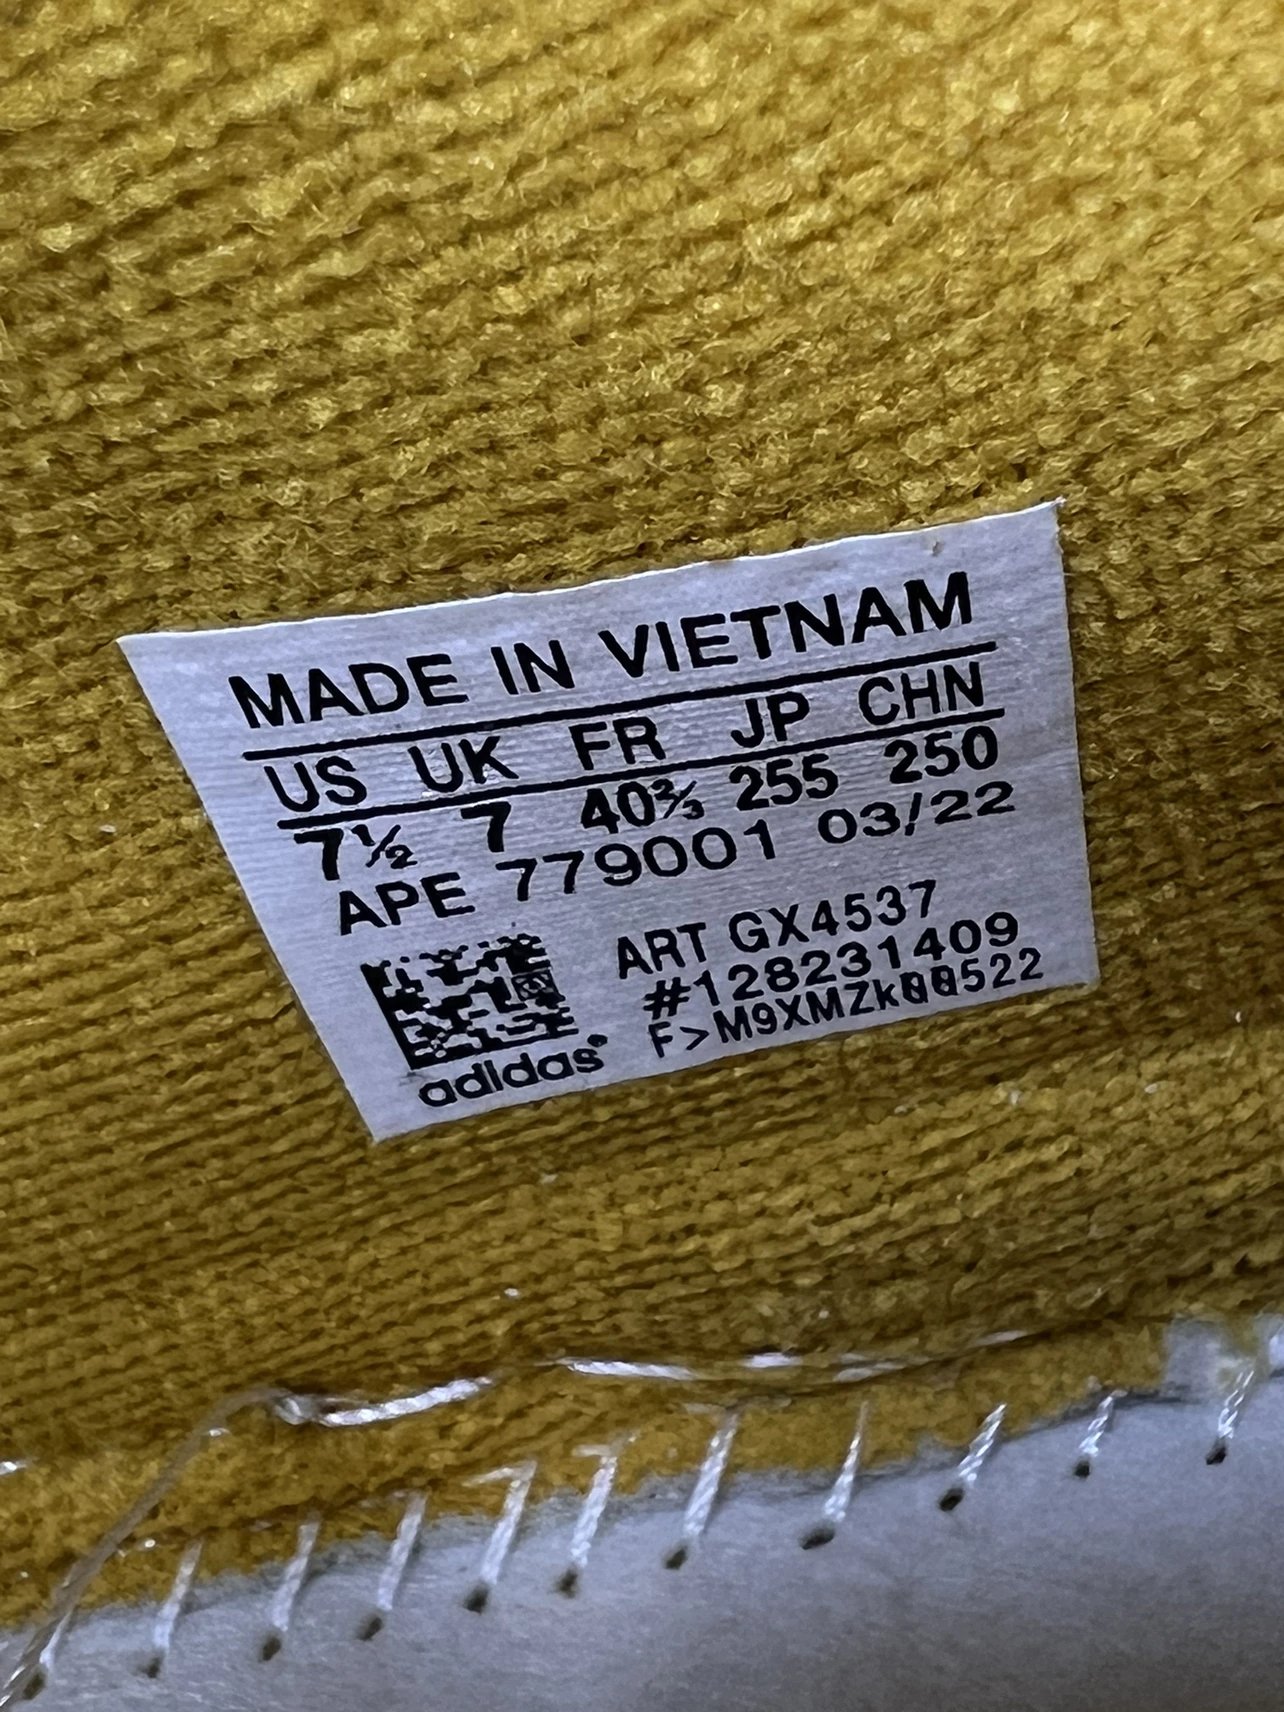 MADE IN VIETNAM
US UK FR JP CHN
7½ 7 40⅔ 255 250
APE 779001 03/22
ART GX4537
#128231409
F>M9XMZk00522
adidas®